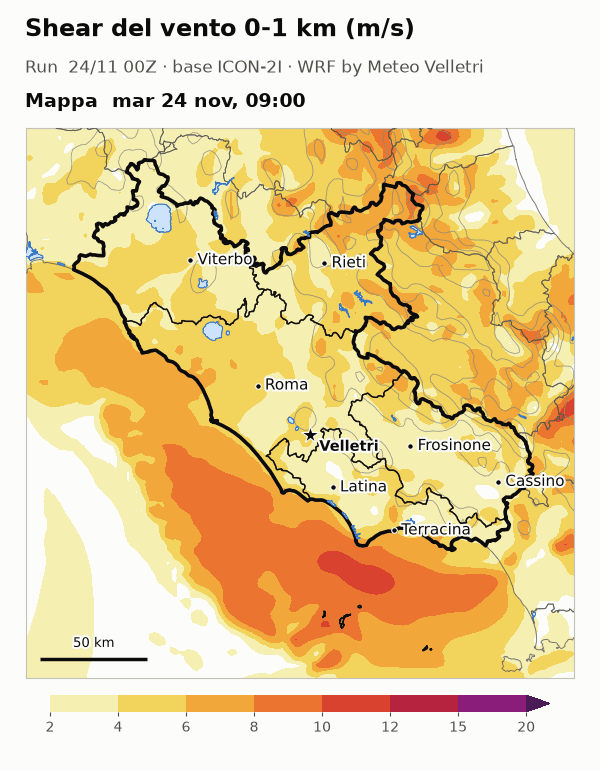 Shear del vento 0-1 km (m/s)
Run  24/11 00Z · base ICON-2I · WRF by Meteo Velletri
Mappa  mar 24 nov, 09:00
Viterbo
Rieti
Roma
Velletri
Frosinone
Latina
Cassino
Terracina
50 km
2 4 6 8 10 12 15 20